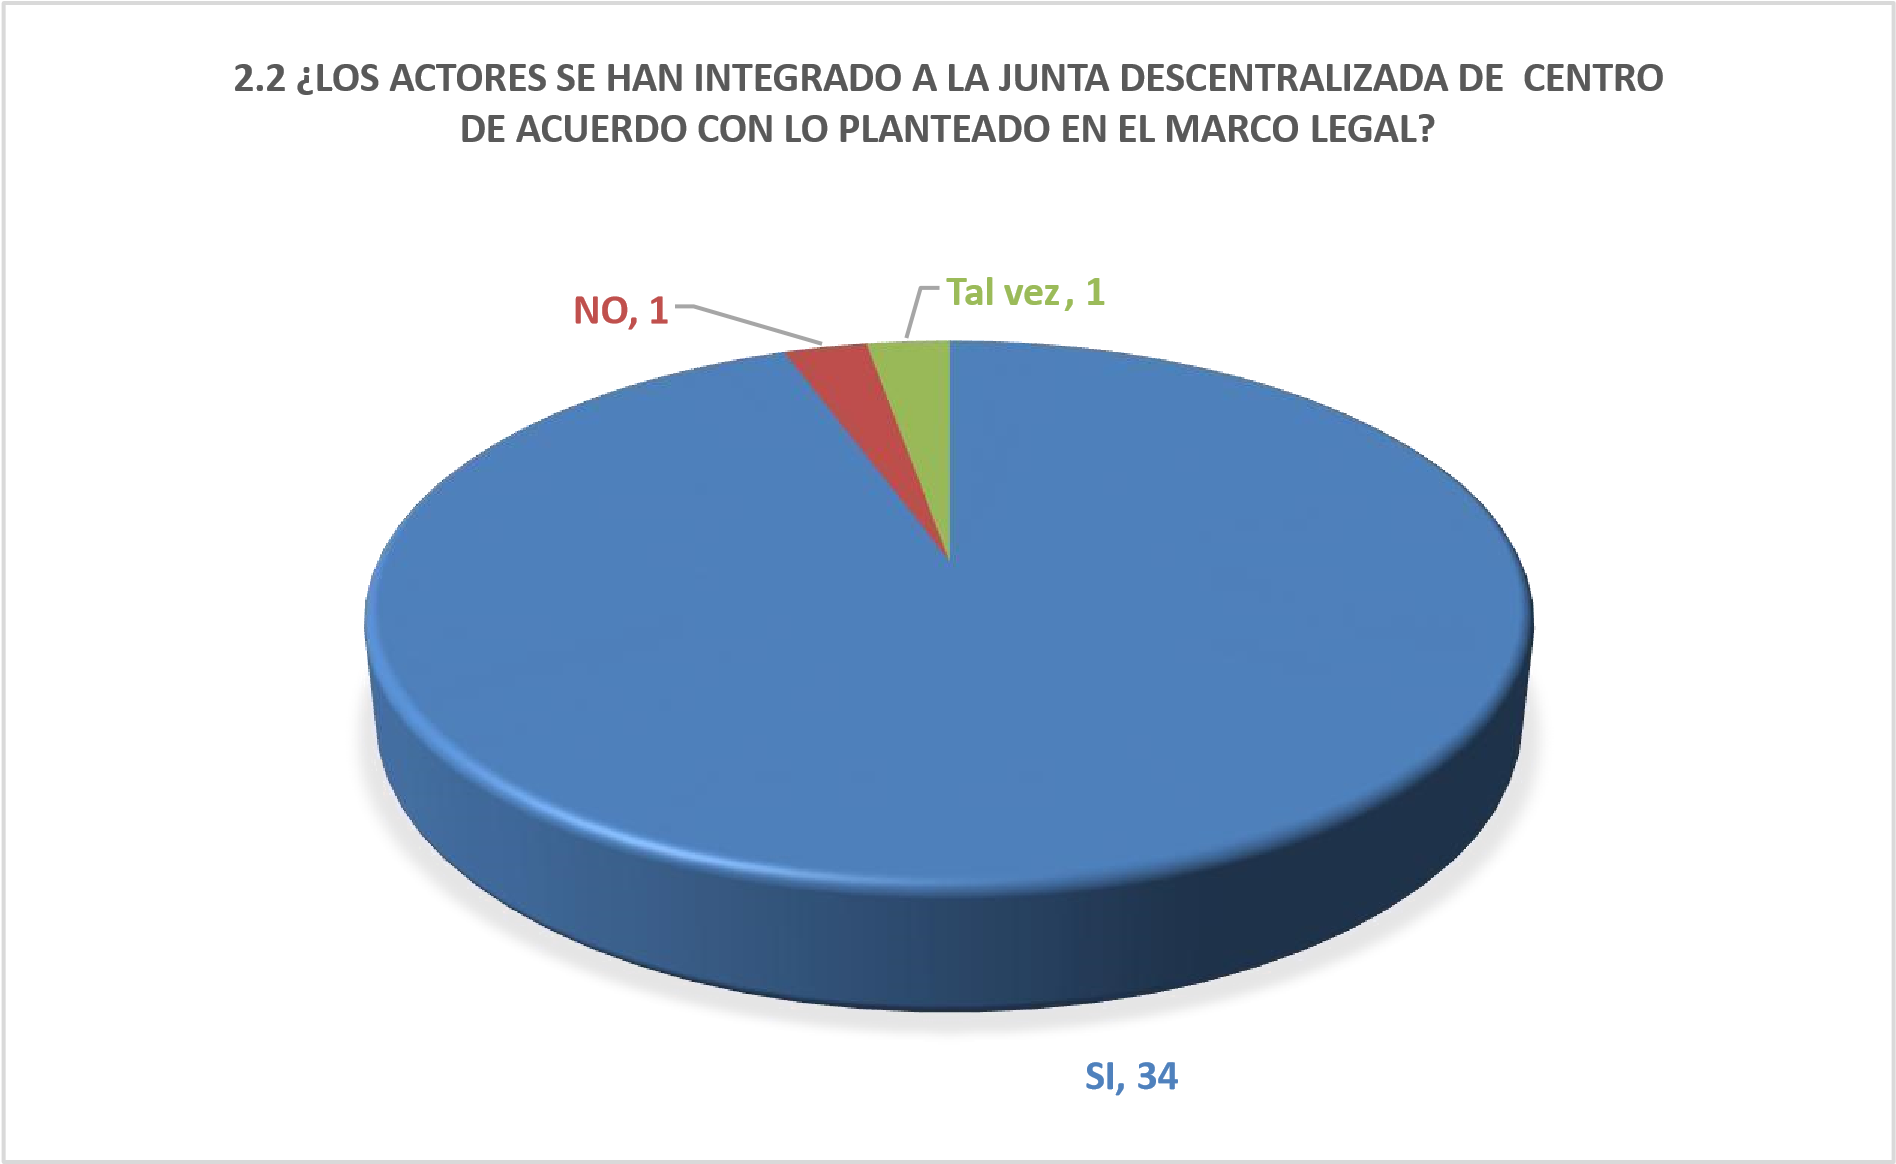 2.2 ¿LOS ACTORES SE HAN INTEGRADO A LA JUNTA DESCENTRALIZADA DE CENTRO
DE ACUERDO CON LO PLANTEADO EN EL MARCO LEGAL?
Tal vez, 1
NO, 1
SI, 34